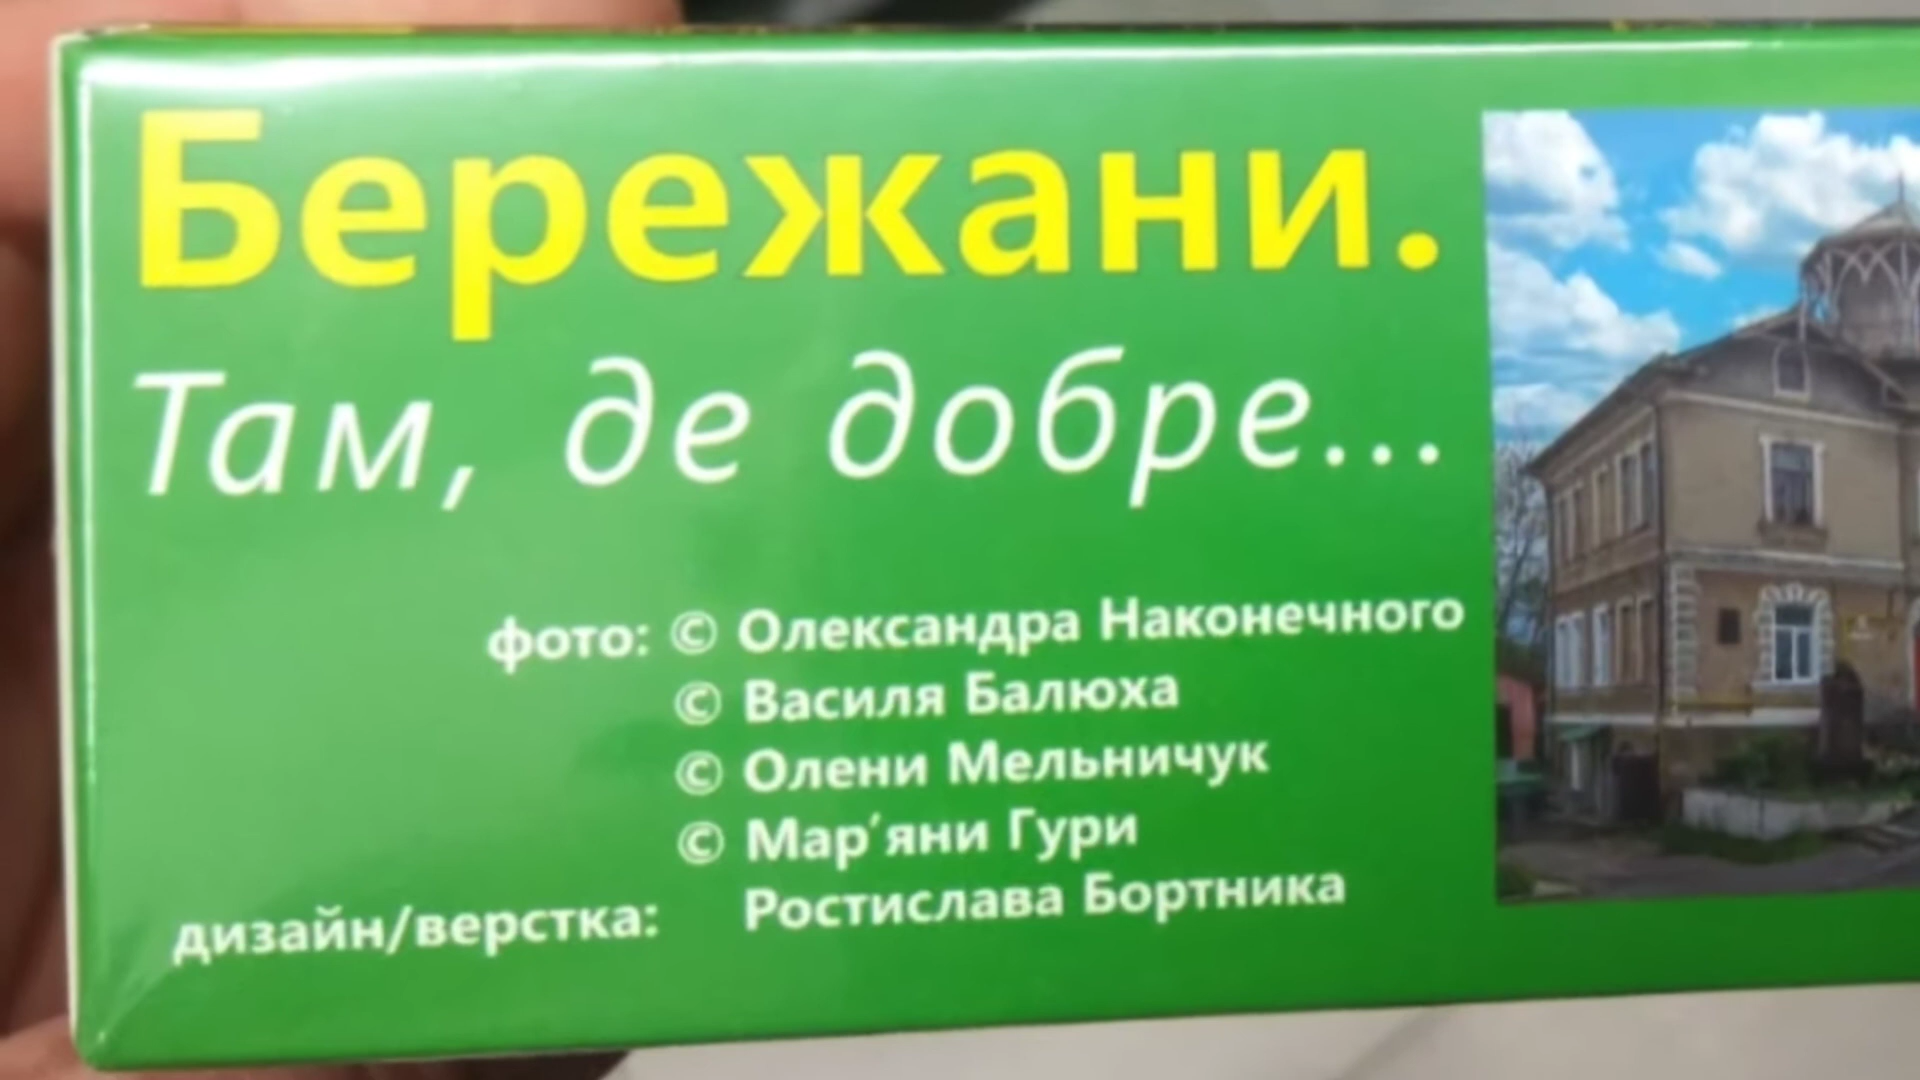 Бережани.
Там, де добре...
фото: © Олександра Наконечного
© Василя Балюха
© Олени Мельничук
© Мар’яни Гури
дизайн/верстка: Ростислава Бортника